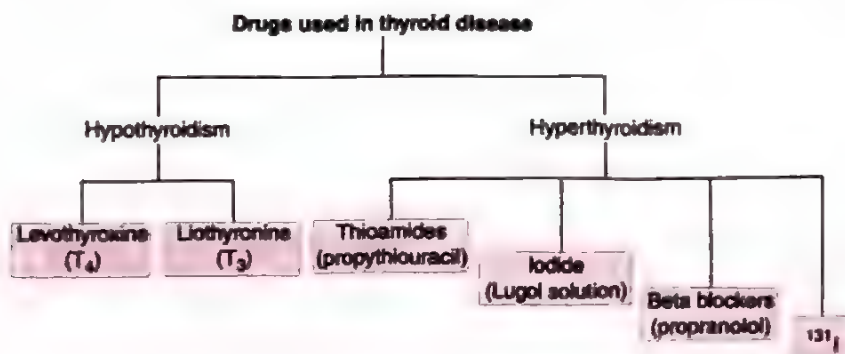 Drugs used in thyroid disease
Hypothyroidism
Hyperthyroidism
Levothyroxine
(T₄)
Liothyronine
(T₃)
Thioamides
(propythiouracil)
Iodide
(Lugol solution)
Beta blockers
(propranolol)
¹³¹I